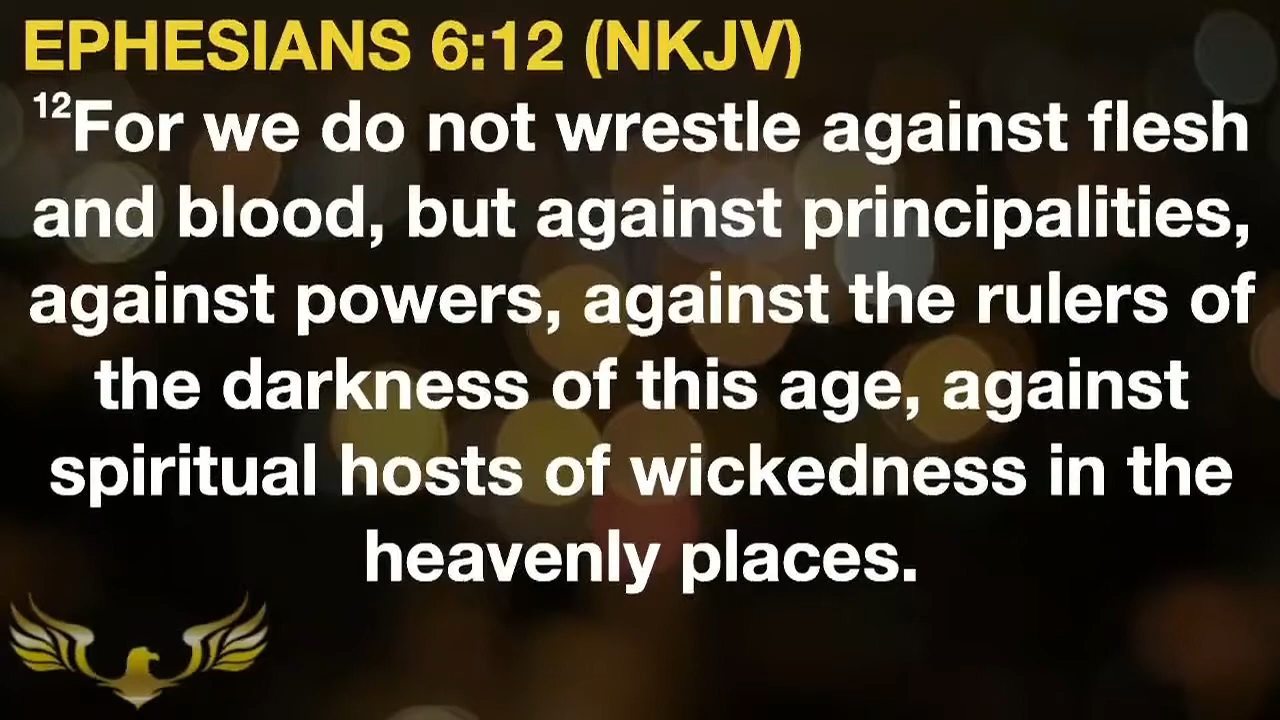 EPHESIANS 6:12 (NKJV)
12For we do not wrestle against flesh
and blood, but against principalities,
against powers, against the rulers of
the darkness of this age, against
spiritual hosts of wickedness in the
heavenly places.